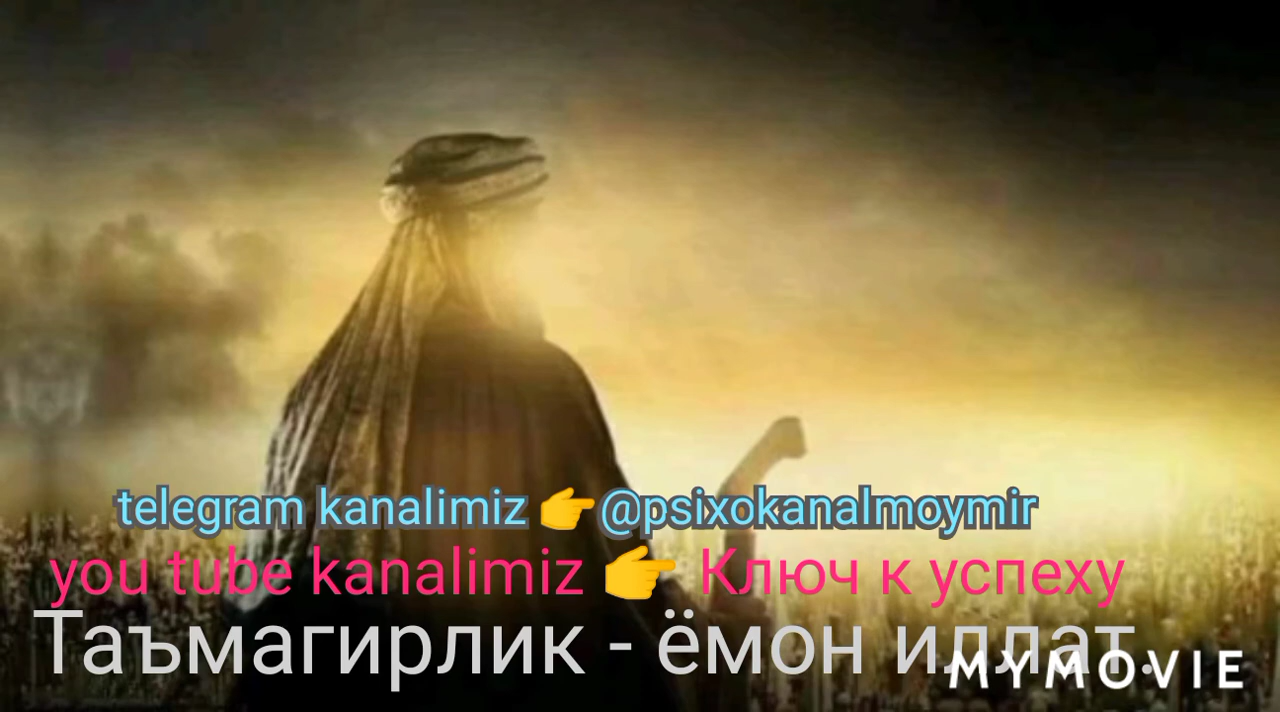 telegram kanalimiz 👉@psixokanalmoymir
you tube kanalimiz 👉 Ключ к успеху
Таъмагирлик - ёмон иллат.
MYMOVIE